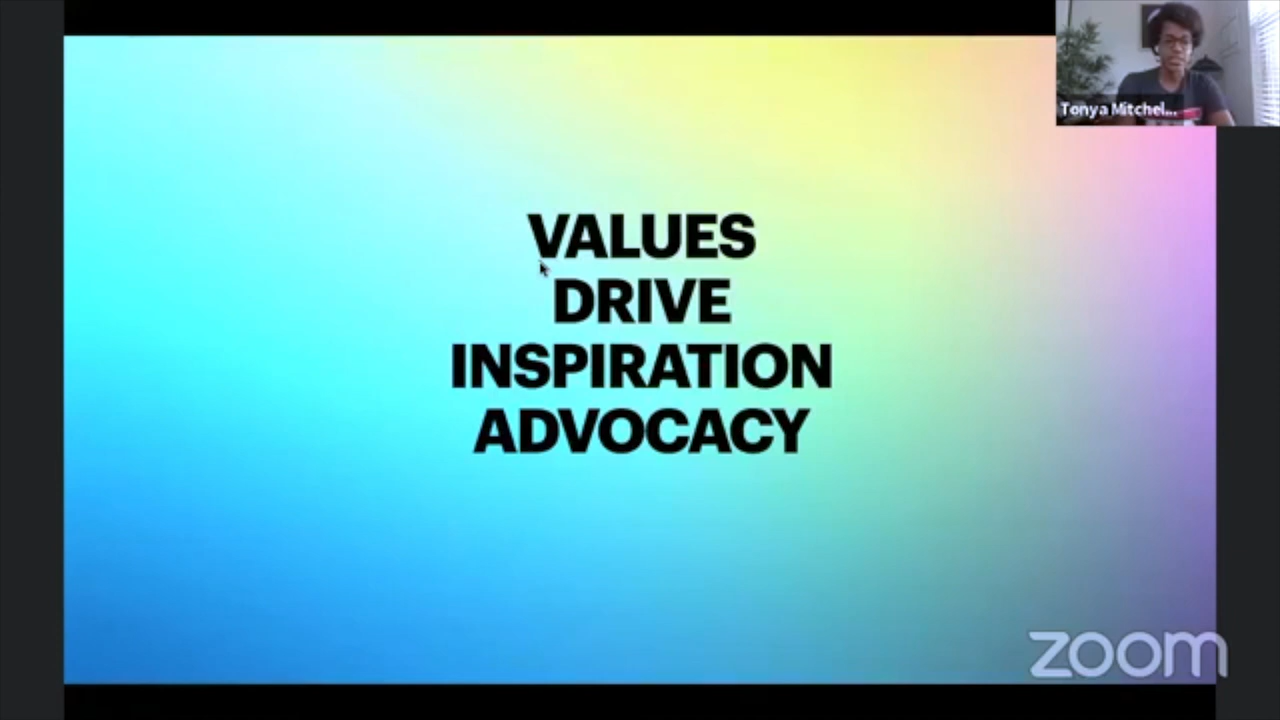 Tonya Mitchel...
VALUES
DRIVE
INSPIRATION
ADVOCACY
zoom